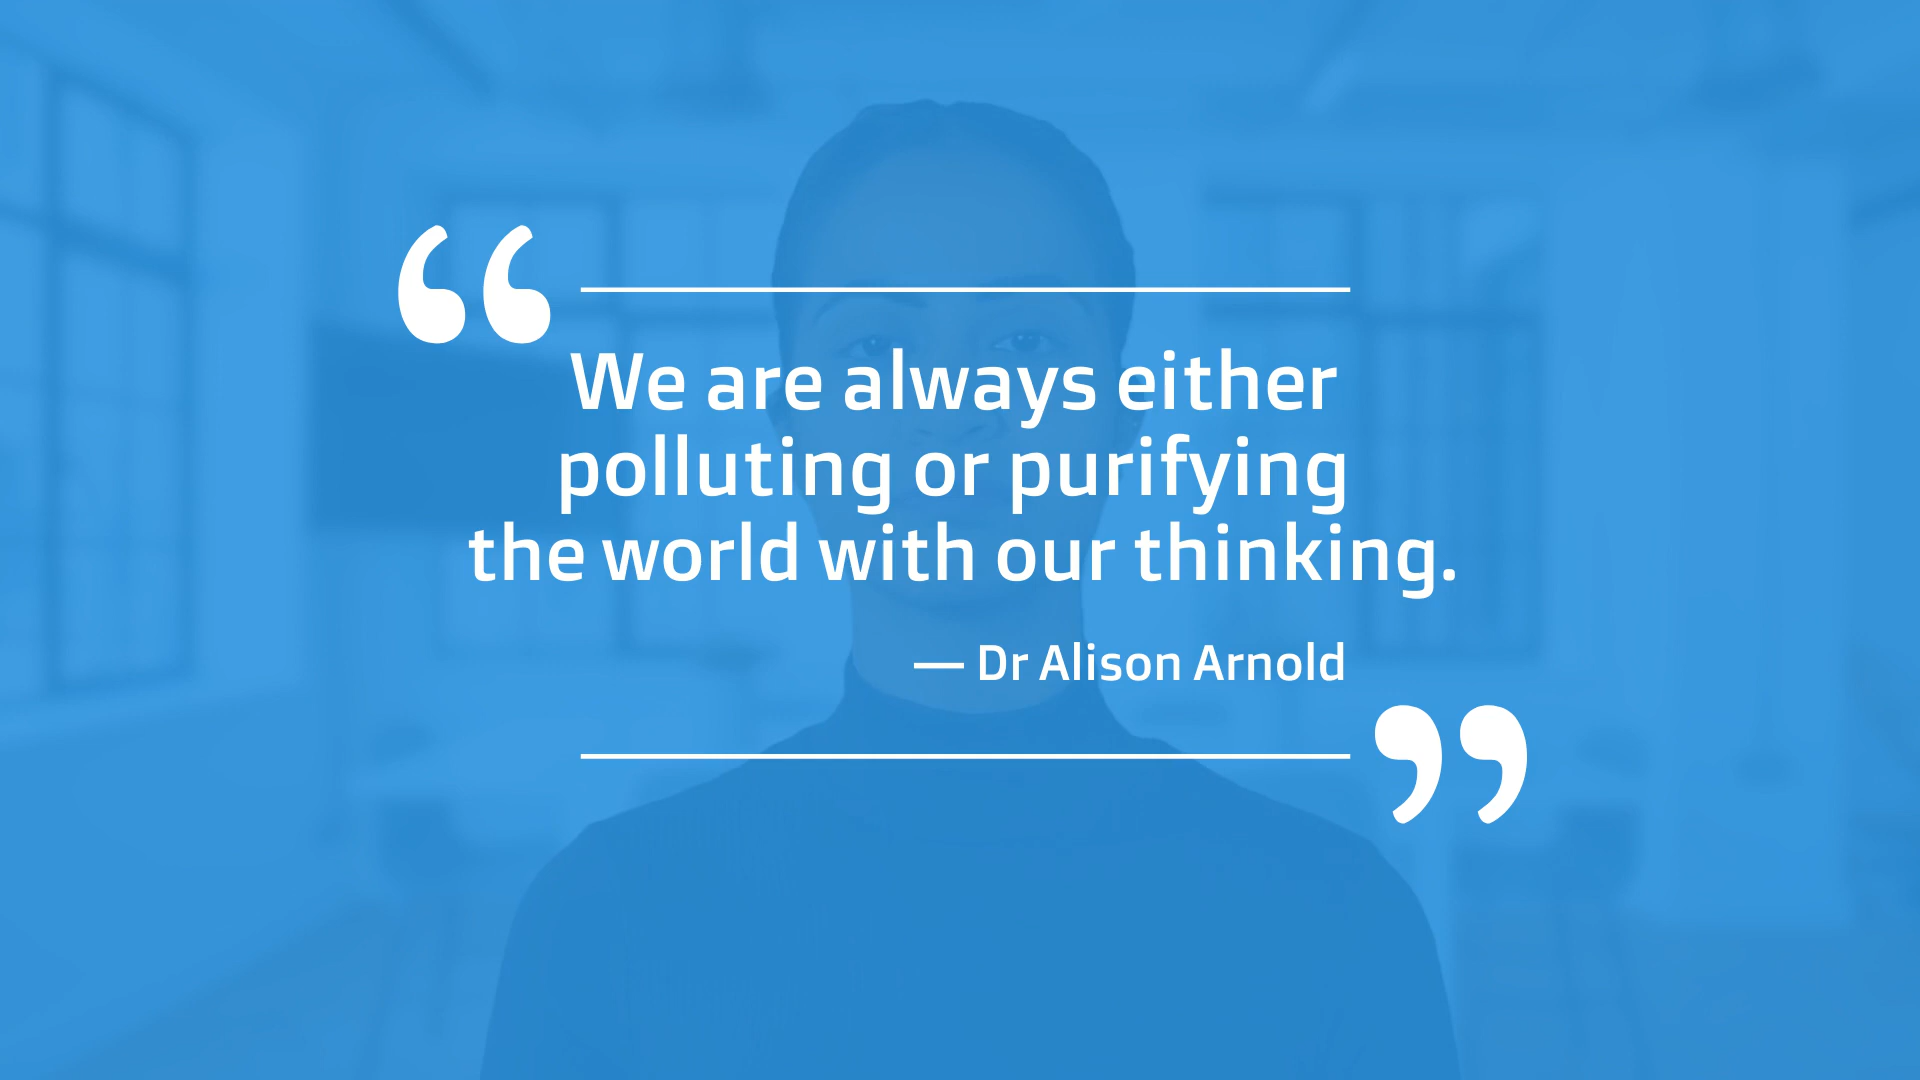 “
We are always either
polluting or purifying
the world with our thinking.
— Dr Alison Arnold
”